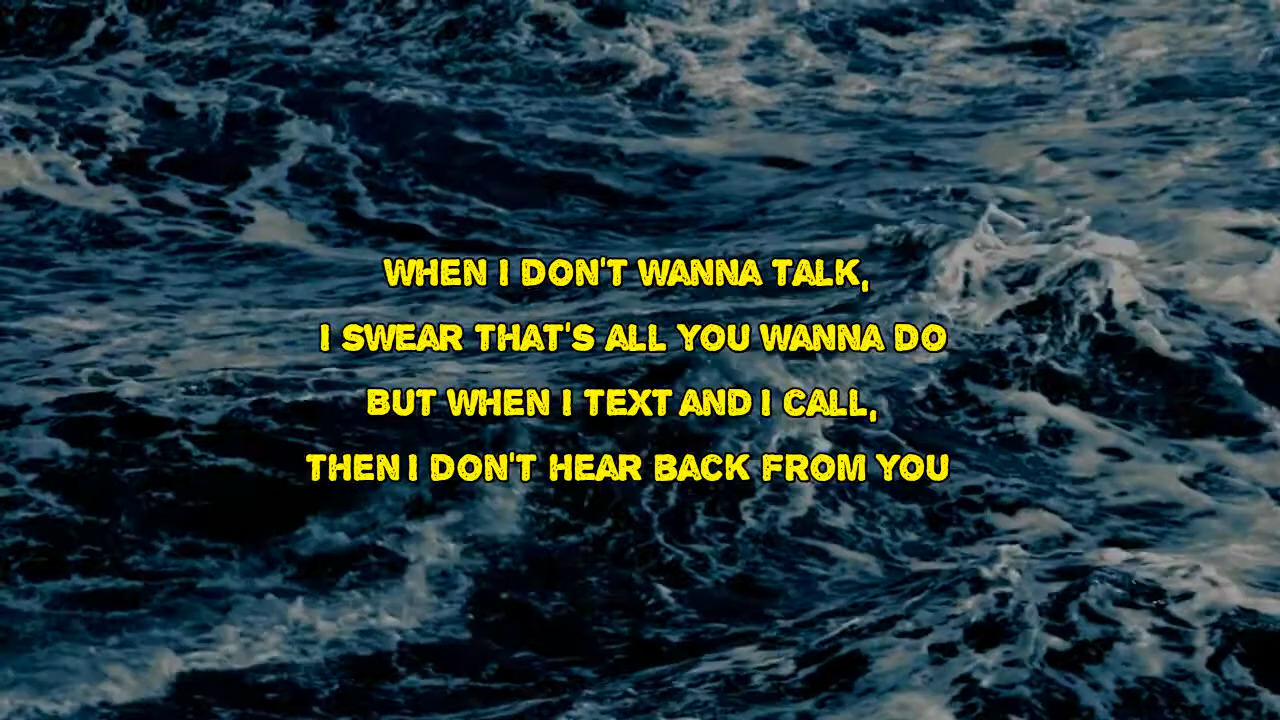 WHEN I DON'T WANNA TALK,
I SWEAR THAT'S ALL YOU WANNA DO
BUT WHEN I TEXT AND I CALL,
THEN I DON'T HEAR BACK FROM YOU